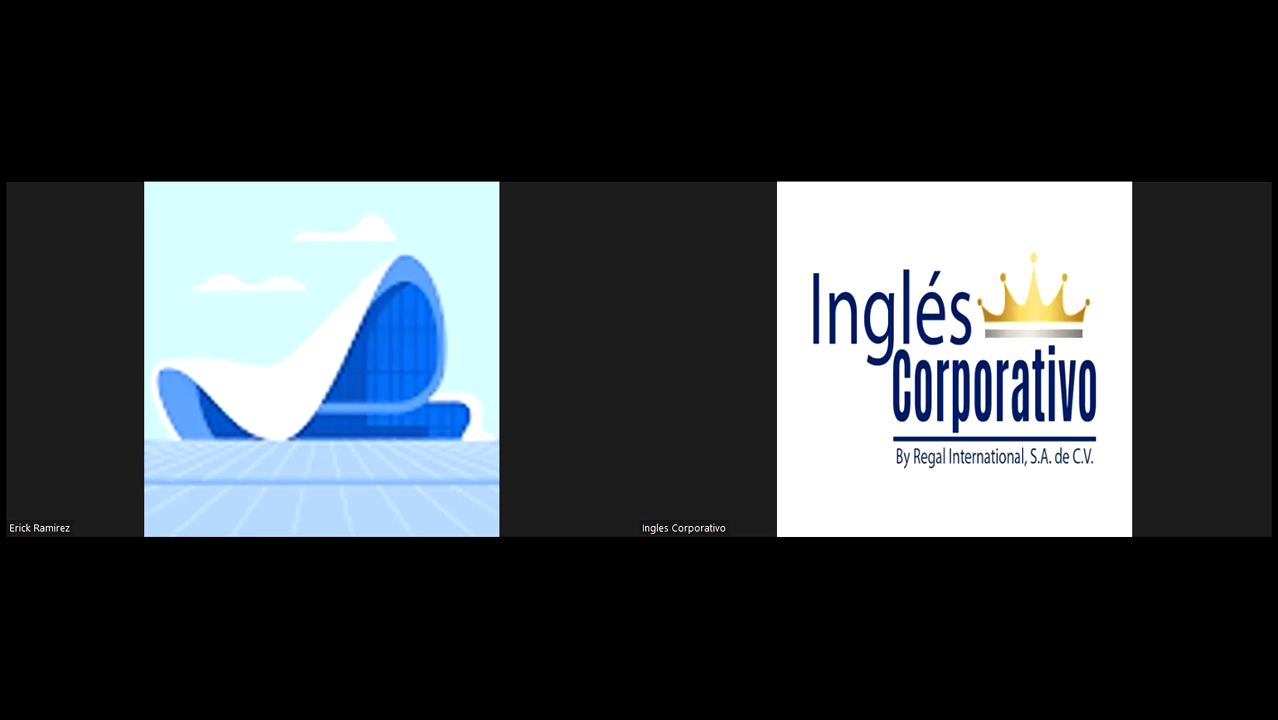 Inglés
Corporativo
By Regal International, S.A. de C.V.
Erick Ramirez
Ingles Corporativo